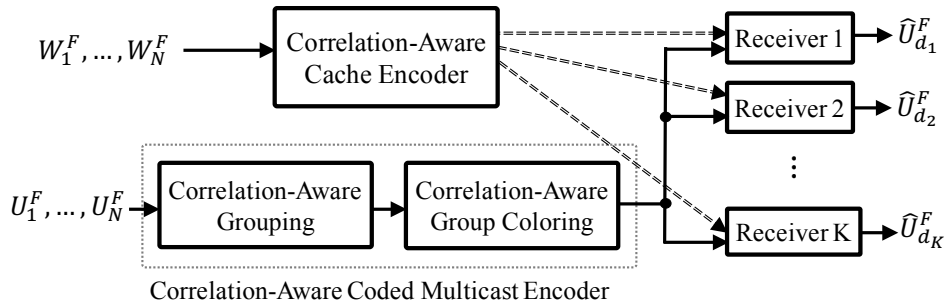 W_1^F, ..., W_N^F
Correlation-Aware
Cache Encoder
Receiver 1
Û_{d_1}^F
Receiver 2
Û_{d_2}^F
⋮
U_1^F, ..., U_N^F
Correlation-Aware
Grouping
Correlation-Aware
Group Coloring
Receiver K
Û_{d_K}^F
Correlation-Aware Coded Multicast Encoder